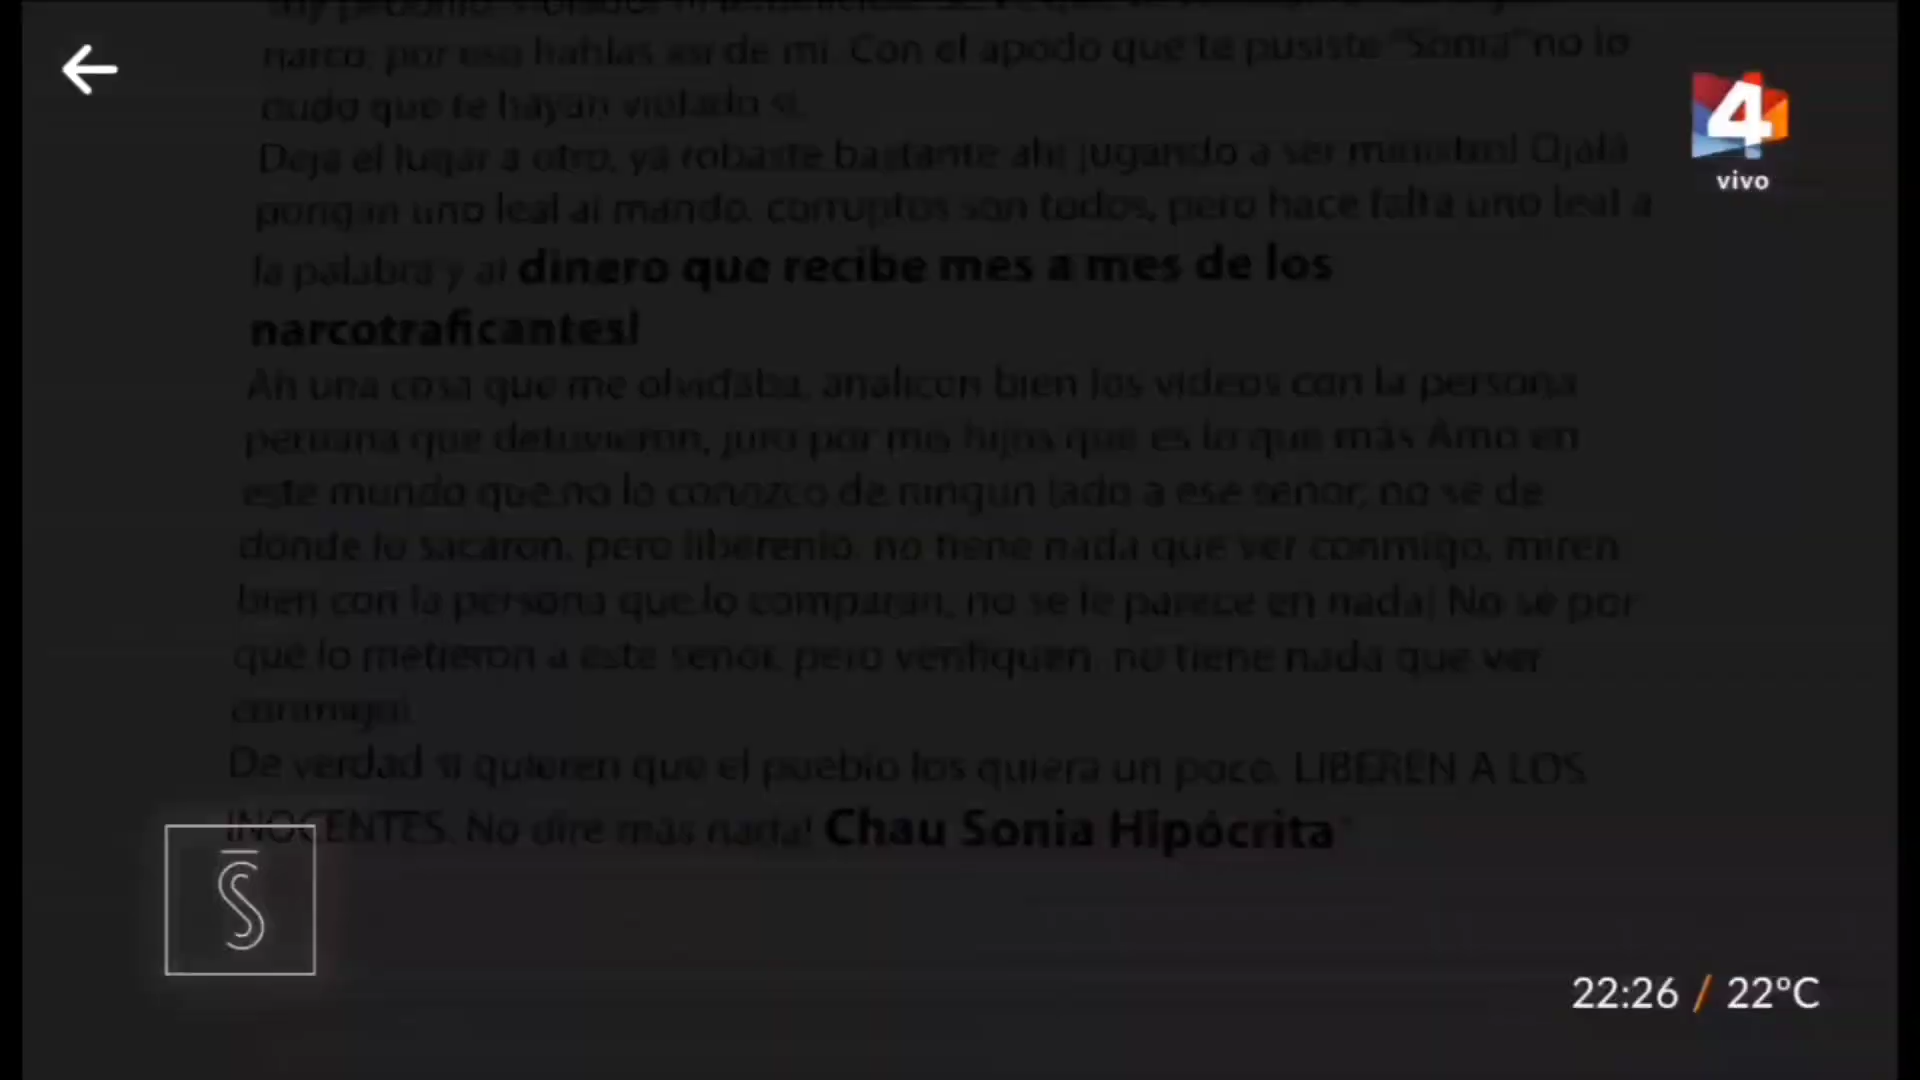 narco, por eso hablas asi de mi. Con el apodo que te pusiste "Sonia" no lo
dudo que te hayan violado si.
Deja el lugar a otro, ya robaste bastante ahi jugando a ser ministro! Ojalá
pongan uno leal al mando, corruptos son todos, pero hace falta uno leal a
la palabra y al dinero que recibe mes a mes de los
narcotraficantes!
Ah una cosa que me olvidaba, analicen bien los videos con la persona
persona que detuvieron, juro por mis hijos que es lo que más Amo en
este mundo que no lo conozco de ningun lado a ese señor, no se de
donde lo sacaron, pero liberenlo, no tiene nada que ver conmigo, miren
bien con la persona que lo comparan, no se le parece en nada! No se por
qué lo metieron a este senor, pero verifiquen, no tiene nada que ver
conmigo!
De verdad si quieren que el pueblo los quiera un poco. LIBEREN A LOS
INOCENTES. No dire más nada! Chau Sonia Hipócrita"
4
vivo
S
22:26 / 22°C